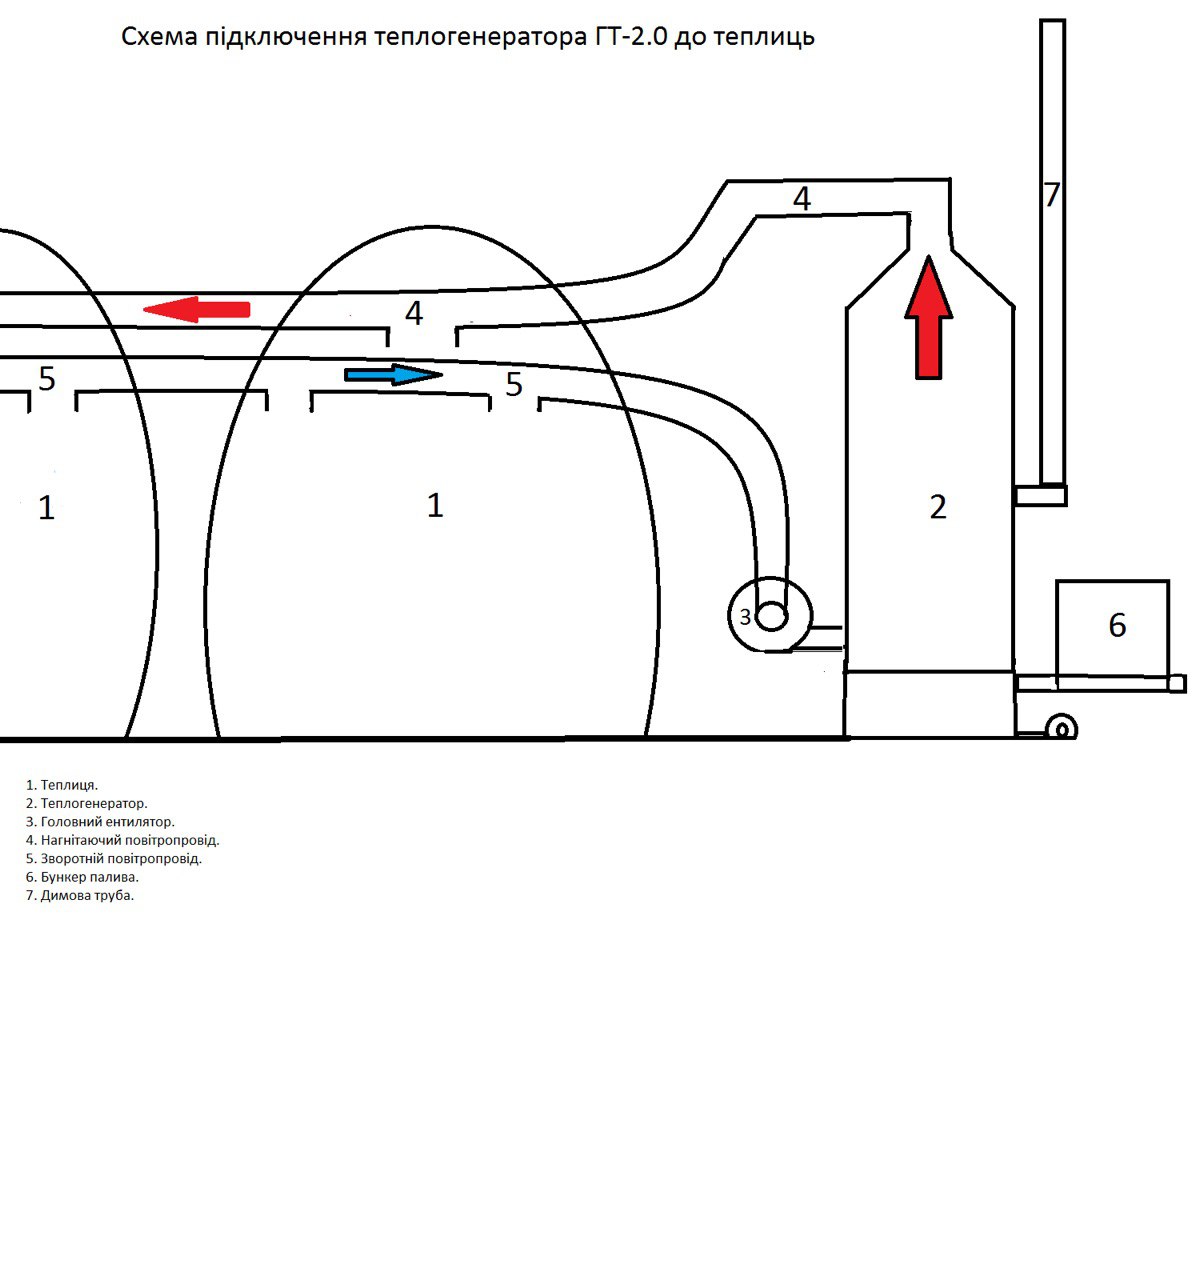 Схема підключення теплогенератора ГТ-2.0 до теплиць
7
4
4
5
5
1
1
2
3
6
1. Теплиця.
2. Теплогенератор.
3. Головний ентилятор.
4. Нагнітаючий повітропровід.
5. Зворотній повітропровід.
6. Бункер палива.
7. Димова труба.